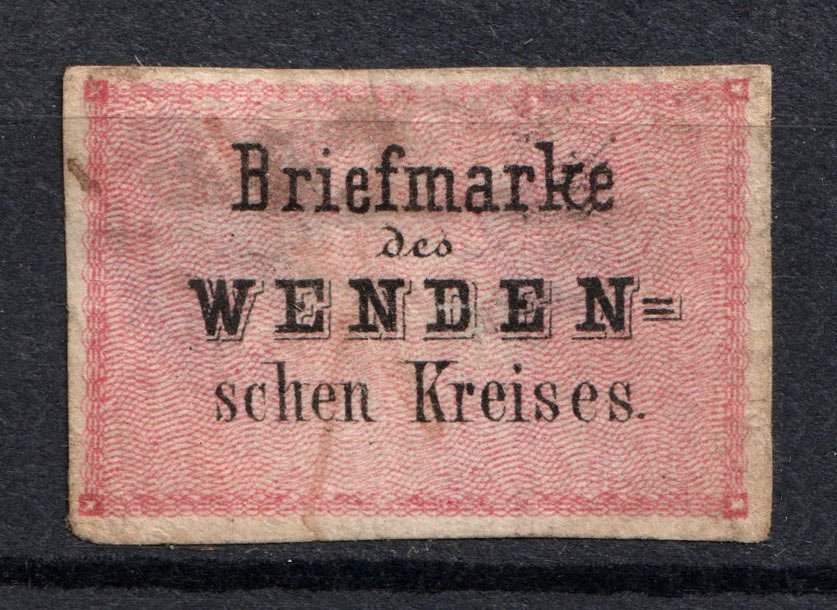 Briefmarke
des
WENDEN=
schen Kreises.